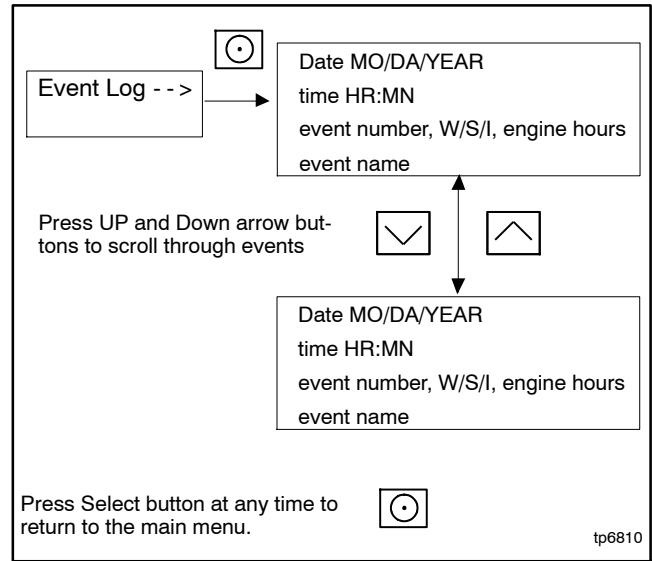 Event Log - - >
Date MO/DA/YEAR
time HR:MN
event number, W/S/I, engine hours
event name
Press UP and Down arrow but-
tons to scroll through events
Date MO/DA/YEAR
time HR:MN
event number, W/S/I, engine hours
event name
Press Select button at any time to
return to the main menu.
tp6810